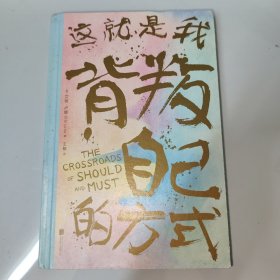 这就是我
背叛
自己
的方式
THE
CROSSROADS
OF SHOULD
AND MUST